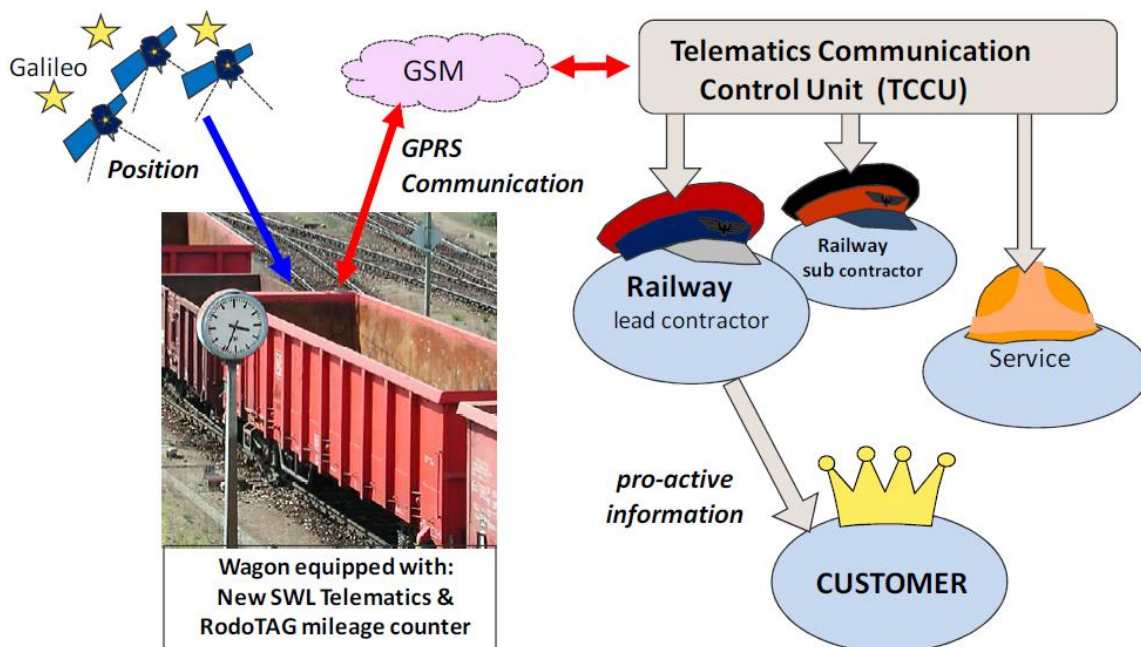 Galileo
Position
GSM
GPRS
Communication
Telematics Communication
Control Unit (TCCU)
Railway
lead contractor
Railway
sub contractor
Service
pro-active
information
CUSTOMER
Wagon equipped with:
New SWL Telematics &
RodoTAG mileage counter